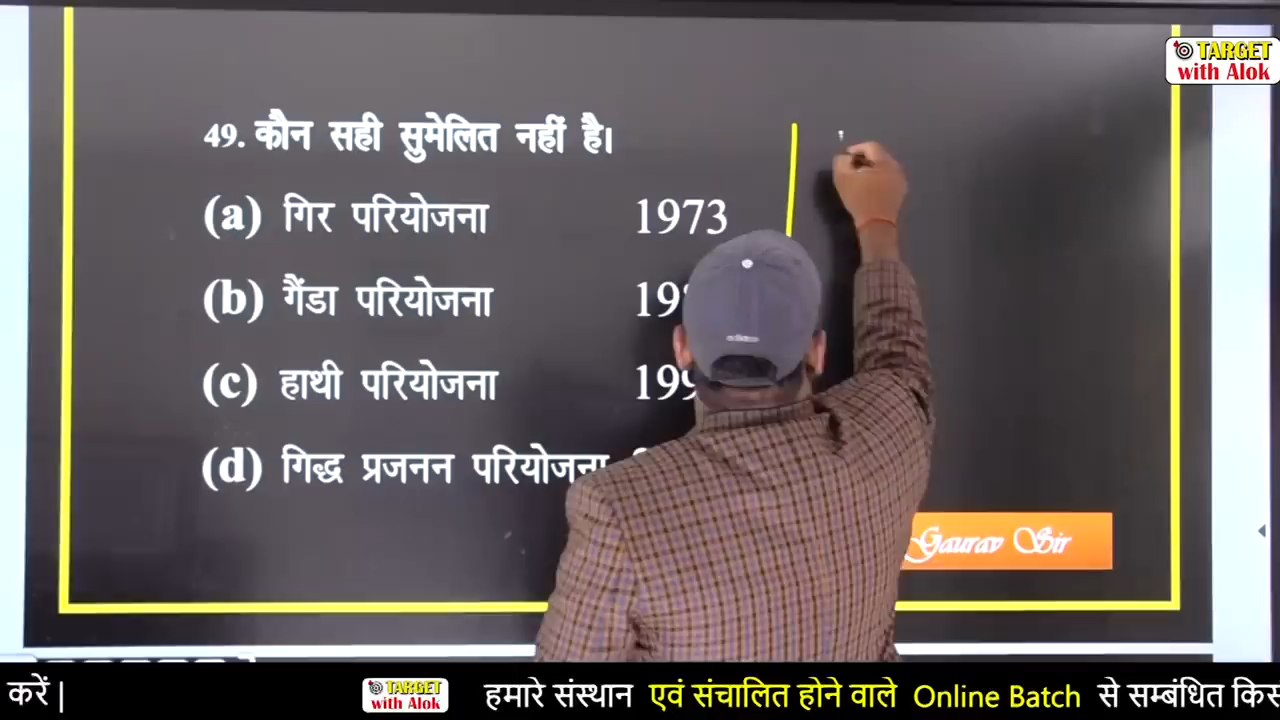 TARGET
with Alok
49. कौन सही सुमेलित नहीं है।
(a) गिर परियोजना 1973
(b) गैंडा परियोजना
(c) हाथी परियोजना
(d) गिद्ध प्रजनन परियोजना
Gaurav Sir
करें |
TARGET
with Alok
हमारे संस्थान एवं संचालित होने वाले Online Batch से सम्बंधित किस